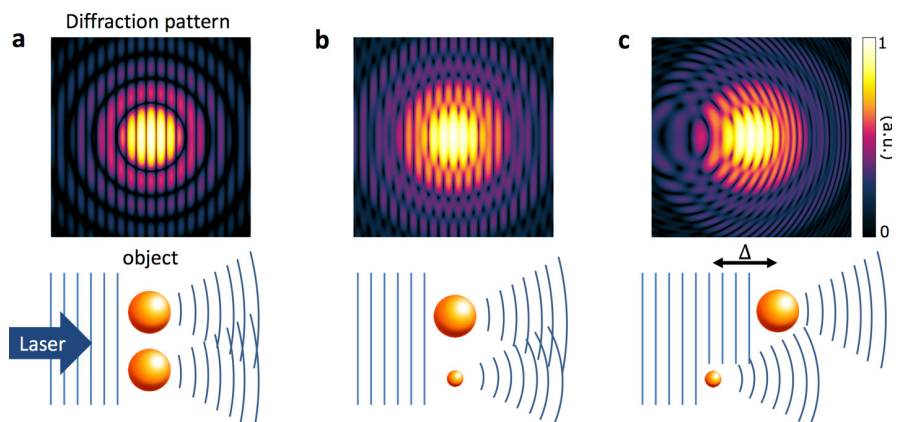 Diffraction pattern
a
b
c
1
(a.u.)
0
object
Δ
Laser